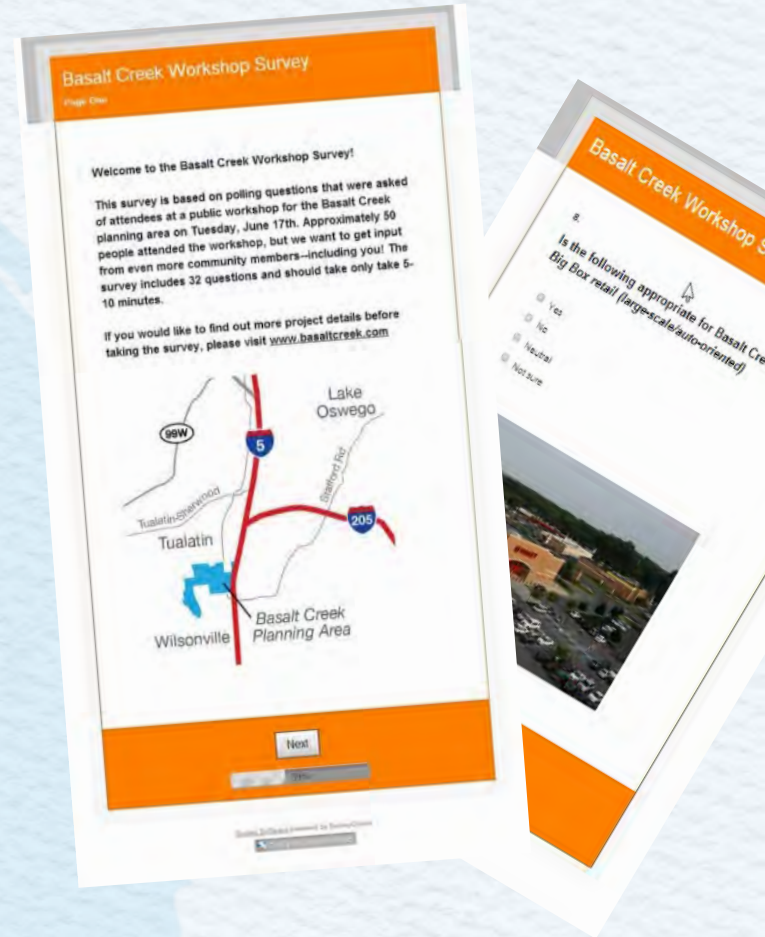 Basalt Creek Workshop Survey
Page One
Welcome to the Basalt Creek Workshop Survey!
This survey is based on polling questions that were asked
of attendees at a public workshop for the Basalt Creek
planning area on Tuesday, June 17th. Approximately 50
people attended the workshop, but we want to get input
from even more community members--including you! The
survey includes 32 questions and should take only take 5-
10 minutes.
If you would like to find out more project details before
taking the survey, please visit www.basaltcreek.com
Lake
Oswego
99W
5
Stafford Rd
Tualatin-Sherwood
205
Tualatin
Basalt Creek
Planning Area
Wilsonville
Next
Basalt Creek Workshop S
8.
Is the following appropriate for Basalt Cre
Big Box retail (large-scale/auto-oriented)
Yes
No
Neutral
Not sure